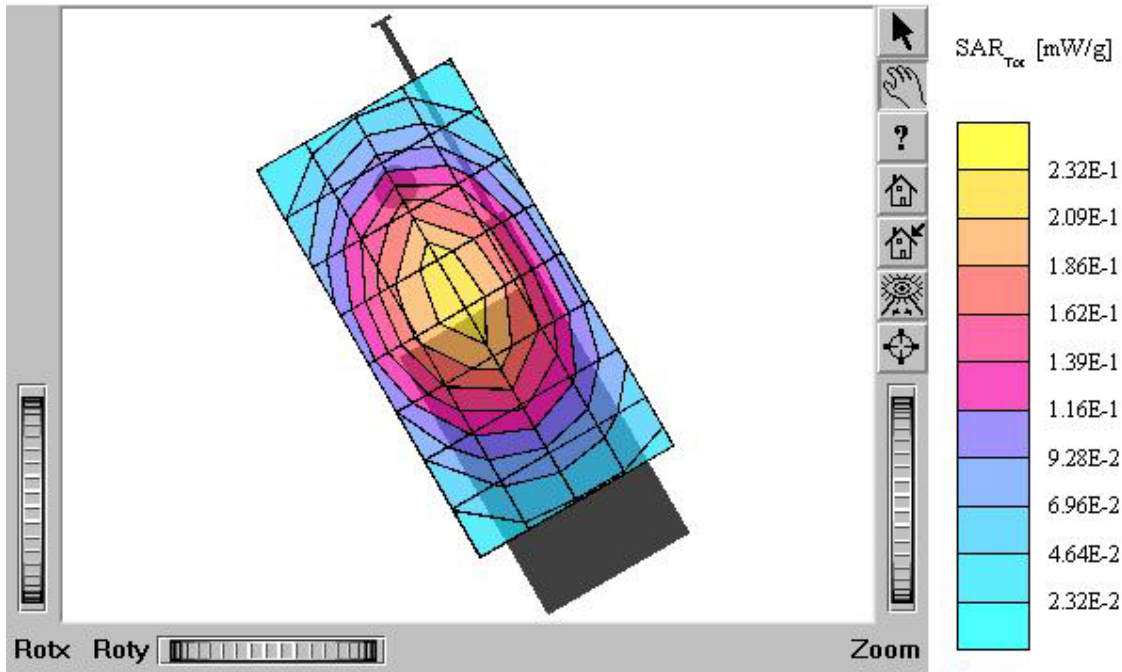 SAR_Tot [mW/g]
?
2.32E-1
2.09E-1
1.86E-1
1.62E-1
1.39E-1
1.16E-1
9.28E-2
6.96E-2
4.64E-2
2.32E-2
Rotx Roty Zoom